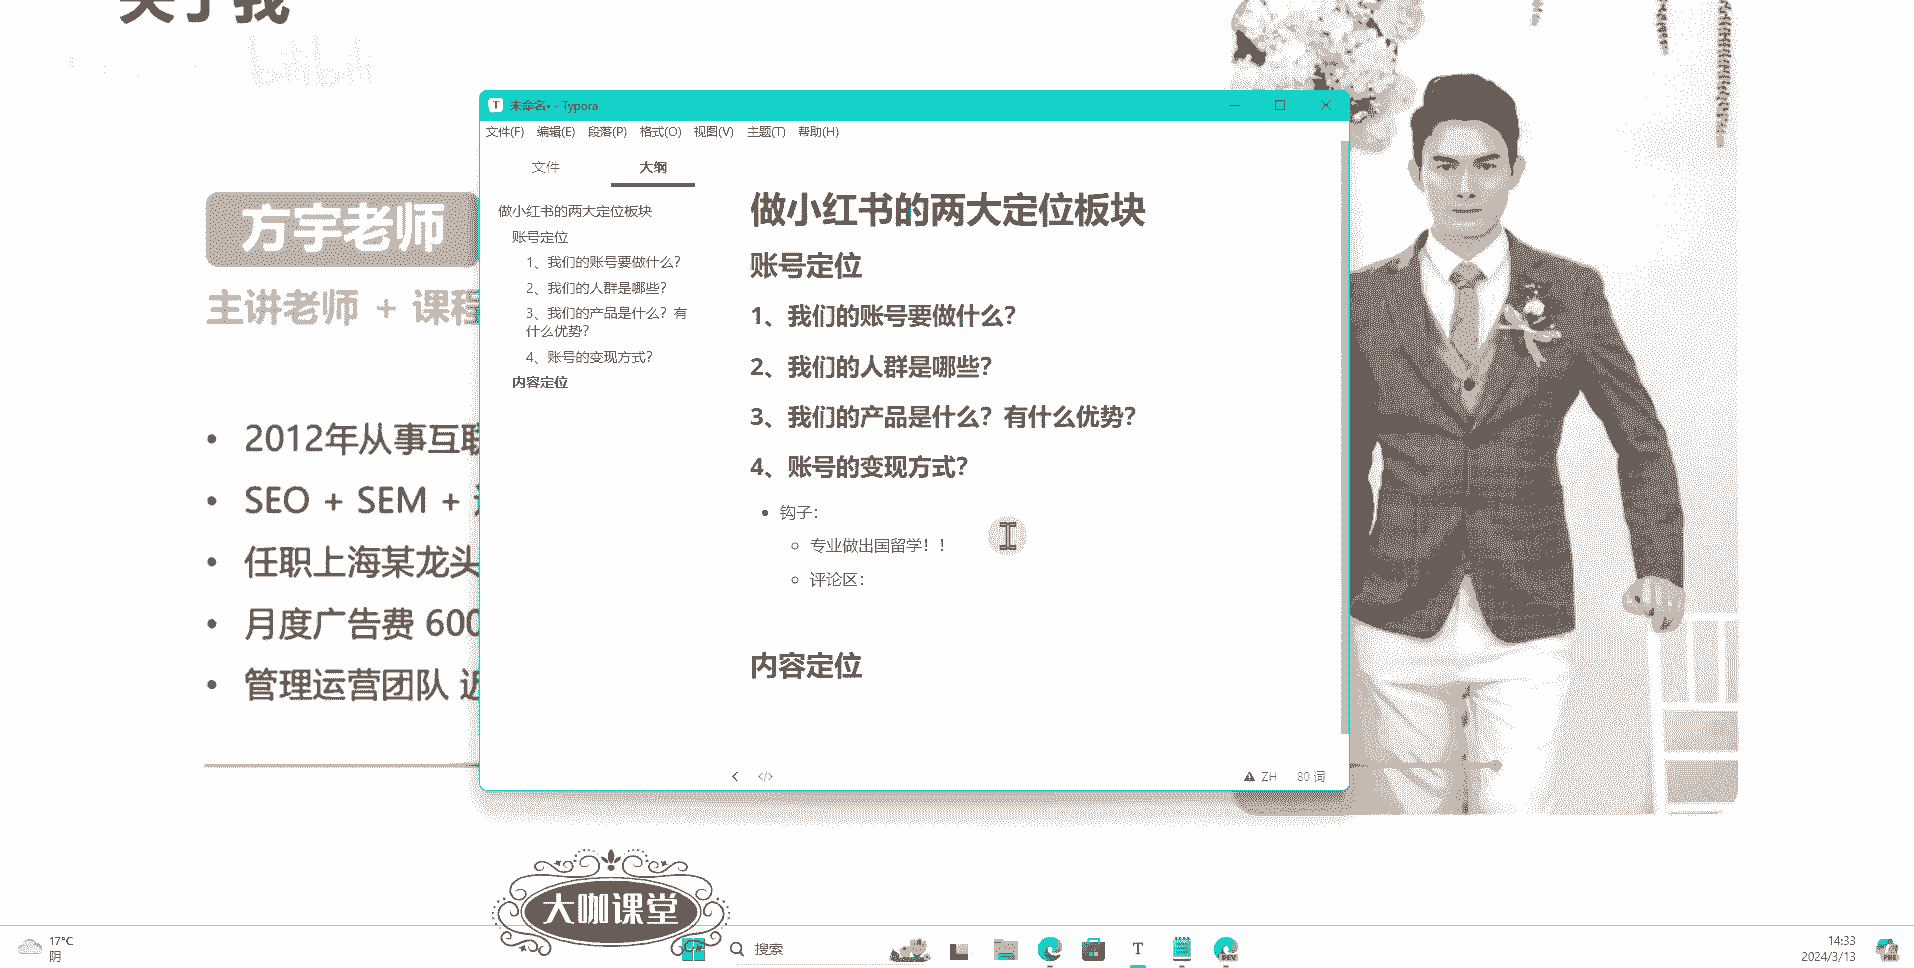 关于我
bilibili
方宇老师
主讲老师 + 课程
2012年从事互联
SEO + SEM +
任职上海某龙头
月度广告费 600
管理运营团队 近
未命名• - Typora
文件(F) 编辑(E) 段落(P) 格式(O) 视图(V) 主题(T) 帮助(H)
文件 大纲
做小红书的两大定位板块
账号定位
1、我们的账号要做什么？
2、我们的人群是哪些？
3、我们的产品是什么？有
什么优势？
4、账号的变现方式？
内容定位
做小红书的两大定位板块
账号定位
1、我们的账号要做什么？
2、我们的人群是哪些？
3、我们的产品是什么？有什么优势？
4、账号的变现方式？
钩子：
专业做出国留学！！
评论区：
内容定位
ZH 80 词
大咖课堂
17°C
阴
搜索
T
DEV
14:33
2024/3/13
PRE